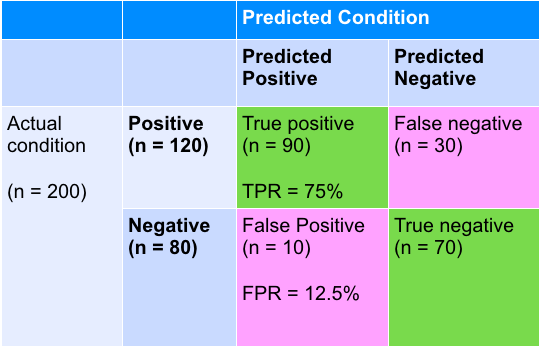 Predicted Condition
Predicted
Positive
Predicted
Negative
Actual
condition
(n = 200)
Positive
(n = 120)
True positive
(n = 90)
TPR = 75%
False negative
(n = 30)
Negative
(n = 80)
False Positive
(n = 10)
FPR = 12.5%
True negative
(n = 70)